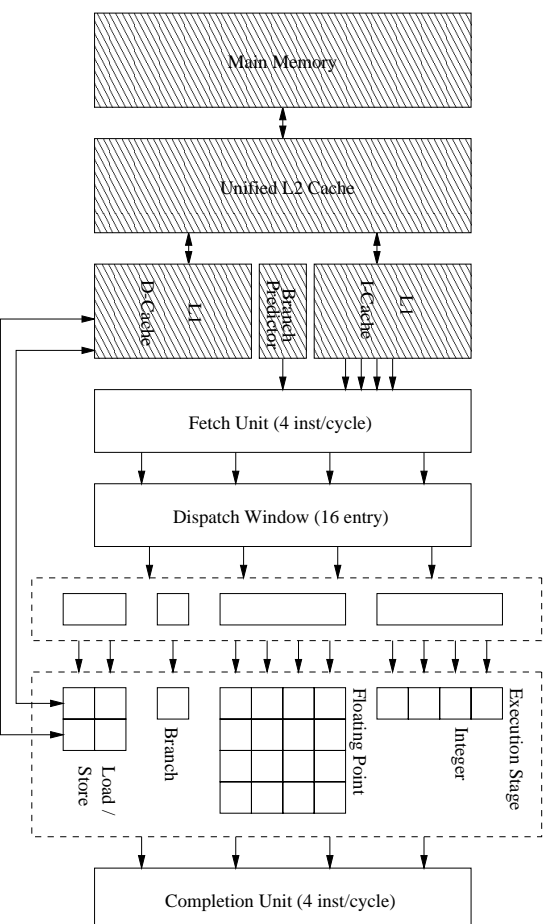 Main Memory
Unified L2 Cache
L1
D-Cache
Branch
Predictor
L1
I-Cache
Fetch Unit (4 inst/cycle)
Dispatch Window (16 entry)
Execution Stage
Load /
Store
Branch
Floating Point
Integer
Completion Unit (4 inst/cycle)